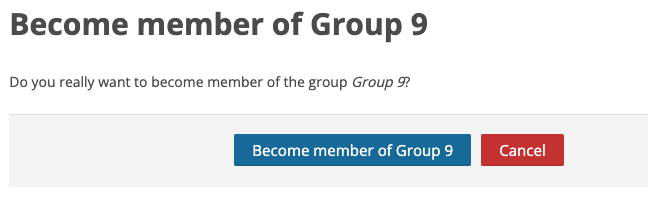 Become member of Group 9
Do you really want to become member of the group Group 9?
Become member of Group 9
Cancel